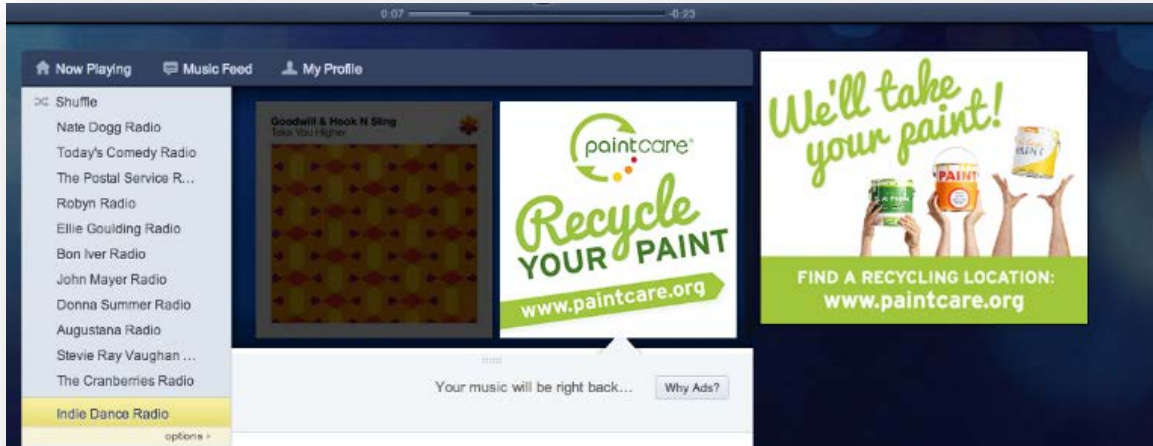 0:07
-0:23
Now Playing
Music Feed
My Profile
Shuffle
Nate Dogg Radio
Today's Comedy Radio
The Postal Service R...
Robyn Radio
Ellie Goulding Radio
Bon Iver Radio
John Mayer Radio
Donna Summer Radio
Augustana Radio
Stevie Ray Vaughan ...
The Cranberries Radio
Indie Dance Radio
options
Goodwill & Hook N Sling
Take You Higher
paintcare®
Recycle
YOUR PAINT
www.paintcare.org
Your music will be right back...
Why Ads?
We'll take
your paint!
PAINT
PAINT
FIND A RECYCLING LOCATION:
www.paintcare.org